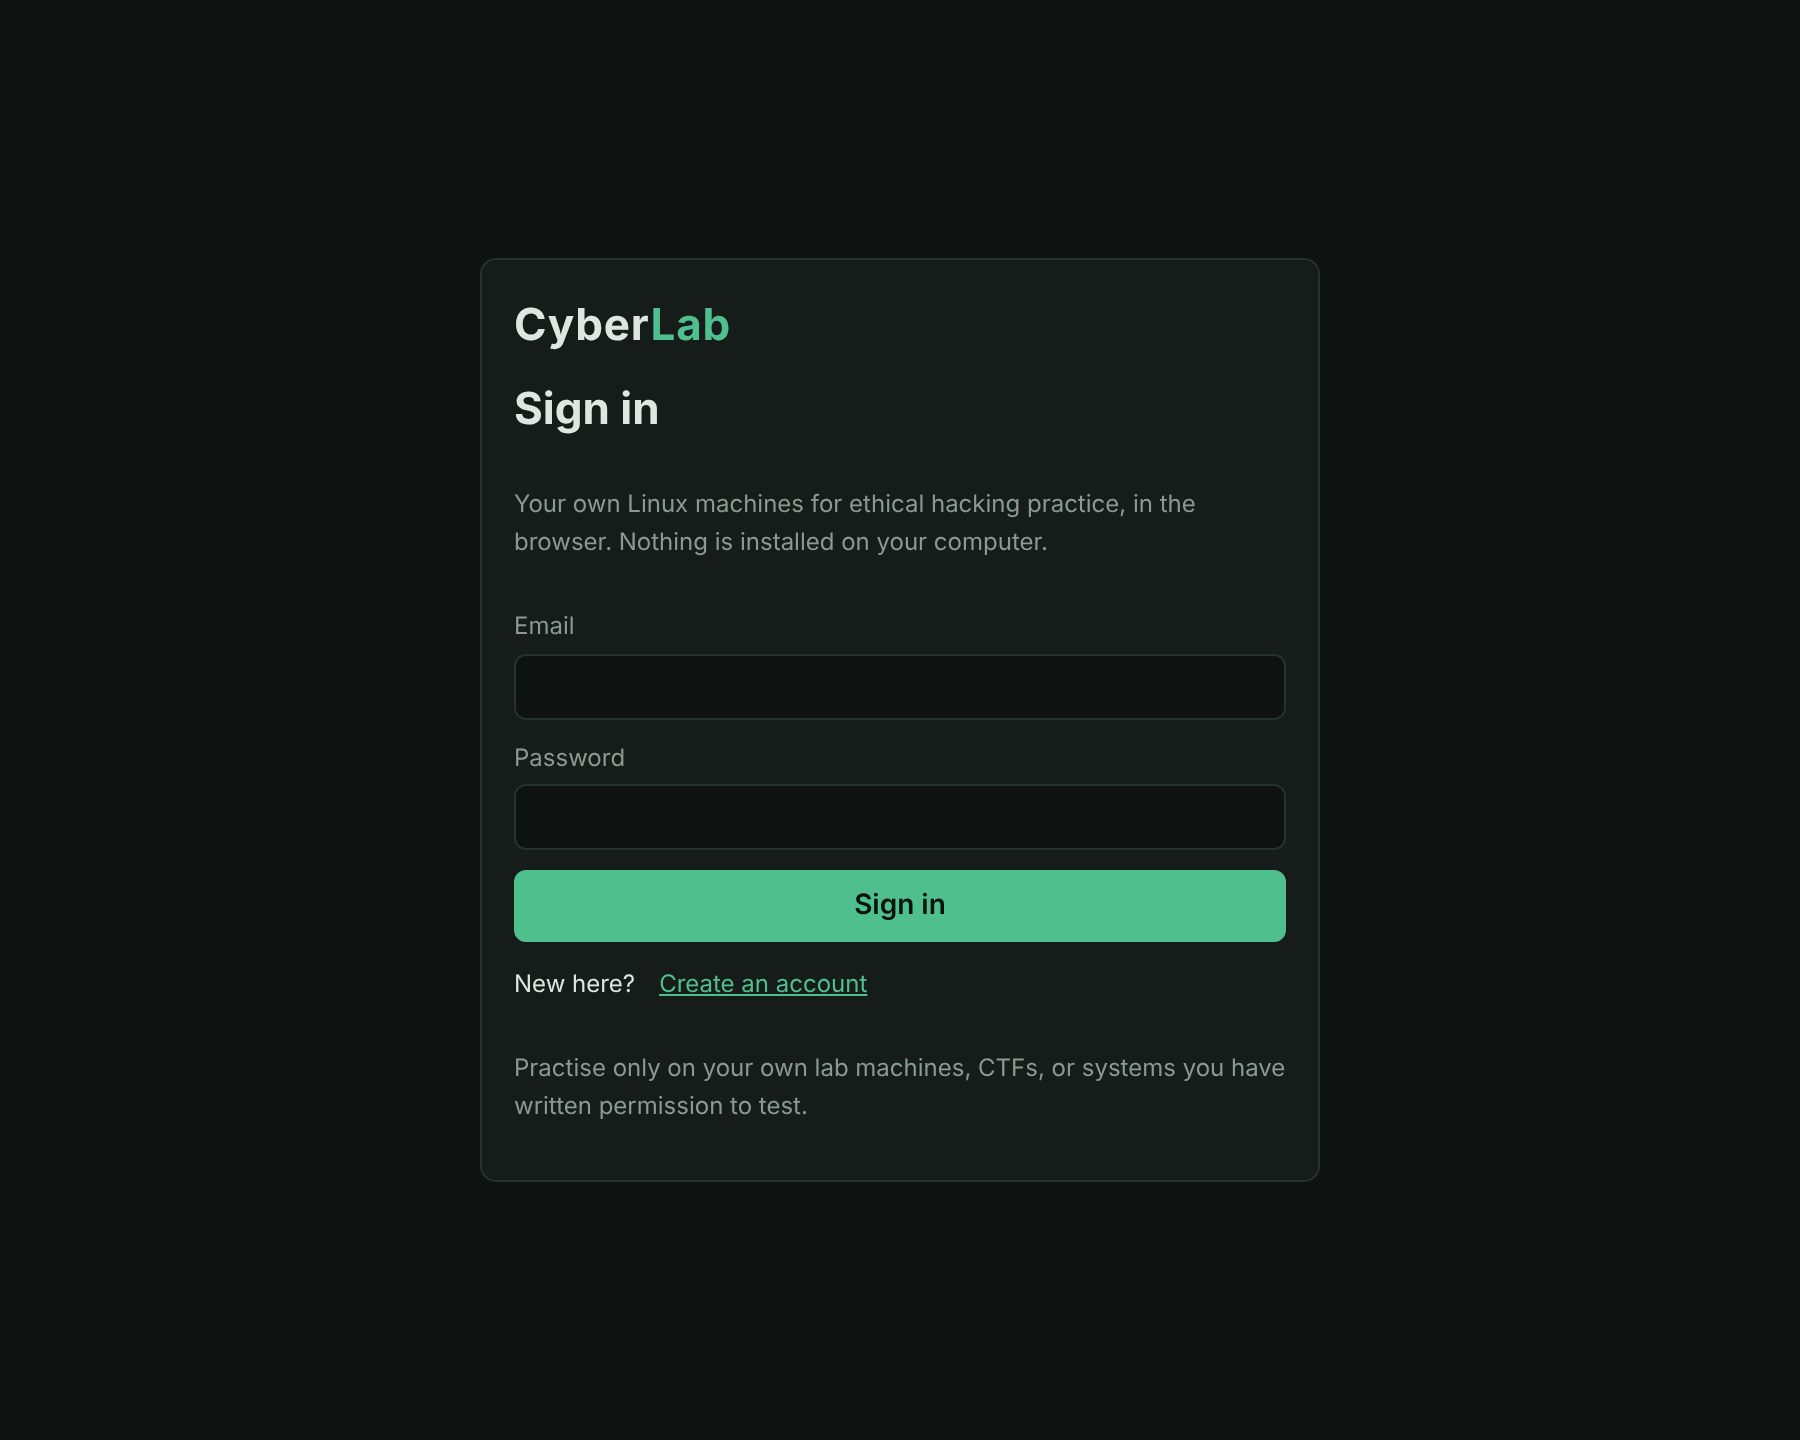 CyberLab
Sign in
Your own Linux machines for ethical hacking practice, in the
browser. Nothing is installed on your computer.
Email
Password
Sign in
New here? Create an account
Practise only on your own lab machines, CTFs, or systems you have
written permission to test.